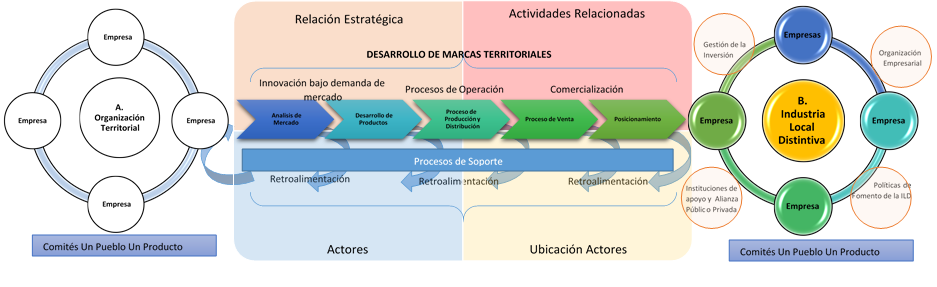 Empresa
A.
Organización
Territorial
Empresa
Empresa
Empresa
Comités Un Pueblo Un Producto
Relación Estratégica
Actividades Relacionadas
DESARROLLO DE MARCAS TERRITORIALES
Innovación bajo demanda de
mercado
Procesos de Operación
Comercialización
Analisis de
Mercado
Desarrollo de
Productos
Proceso de
Producción y
Distribución
Proceso de Venta
Posicionamiento
Procesos de Soporte
Retroalimentación
Retroalimentación
Retroalimentación
Actores
Ubicación Actores
Empresas
Gestión de la
Inversión
Organización
Empresarial
Empresa
B.
Industria
Local
Distintiva
Empresa
Instituciones de
apoyo y Alianza
Público Privada
Políticas de
Fomento de la ILD
Empresa
Comités Un Pueblo Un Producto